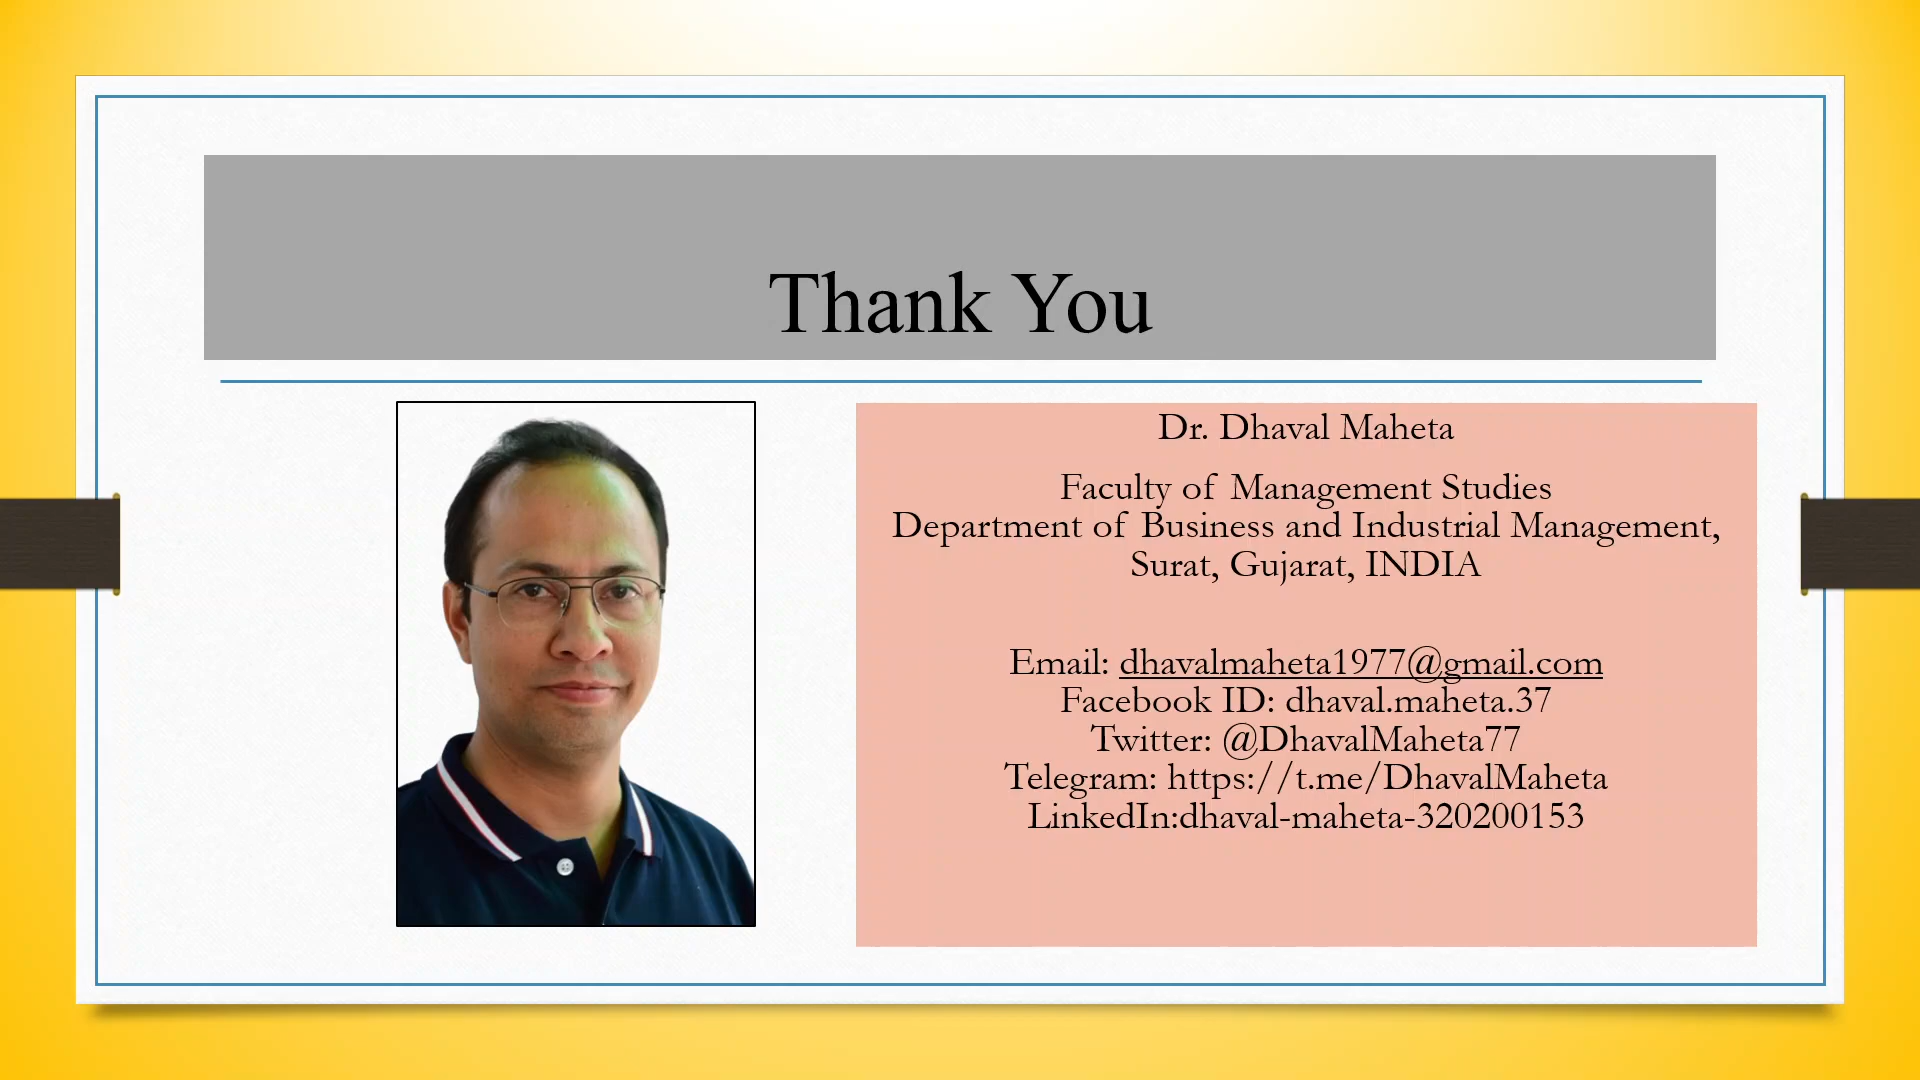 Thank You
Dr. Dhaval Maheta
Faculty of Management Studies
Department of Business and Industrial Management,
Surat, Gujarat, INDIA
Email: dhavalmaheta1977@gmail.com
Facebook ID: dhaval.maheta.37
Twitter: @DhavalMaheta77
Telegram: https://t.me/DhavalMaheta
LinkedIn:dhaval-maheta-320200153